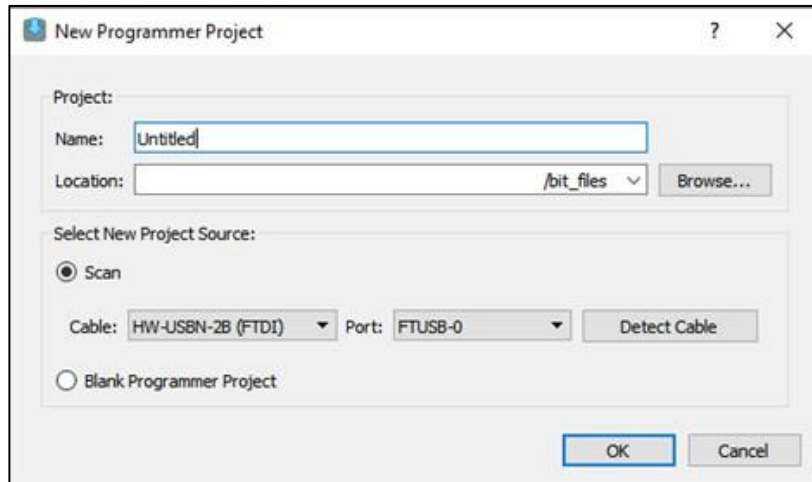 New Programmer Project ?
Project:
Name: Untitled
Location: /bit_files Browse...
Select New Project Source:
Scan
Cable: HW-USBN-2B (FTDI) Port: FTUSB-0 Detect Cable
Blank Programmer Project
OK Cancel